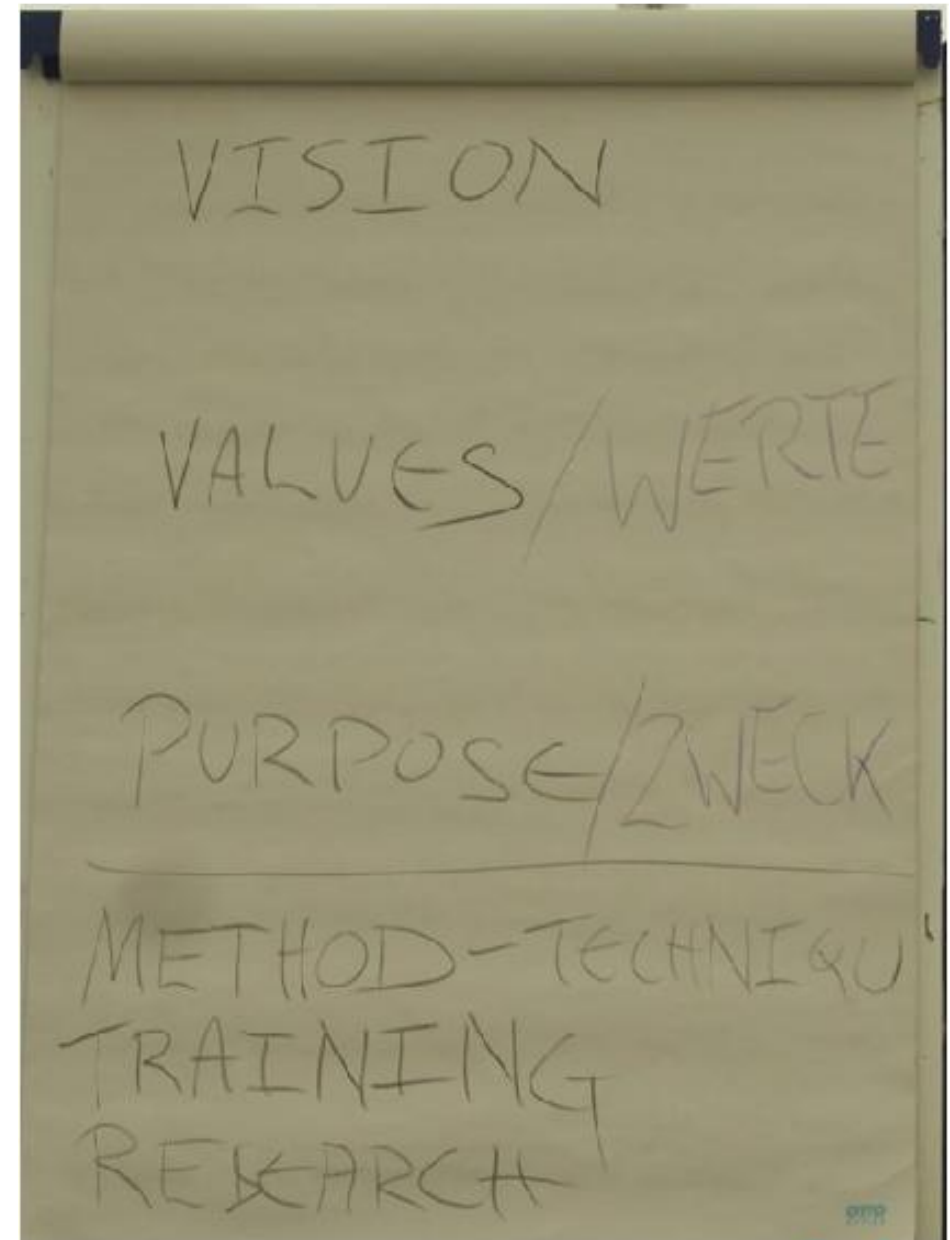 VISION
VALUES/WERTE
PURPOSE/ZWECK
METHOD-TECHNIQU
TRAINING
RESEARCH